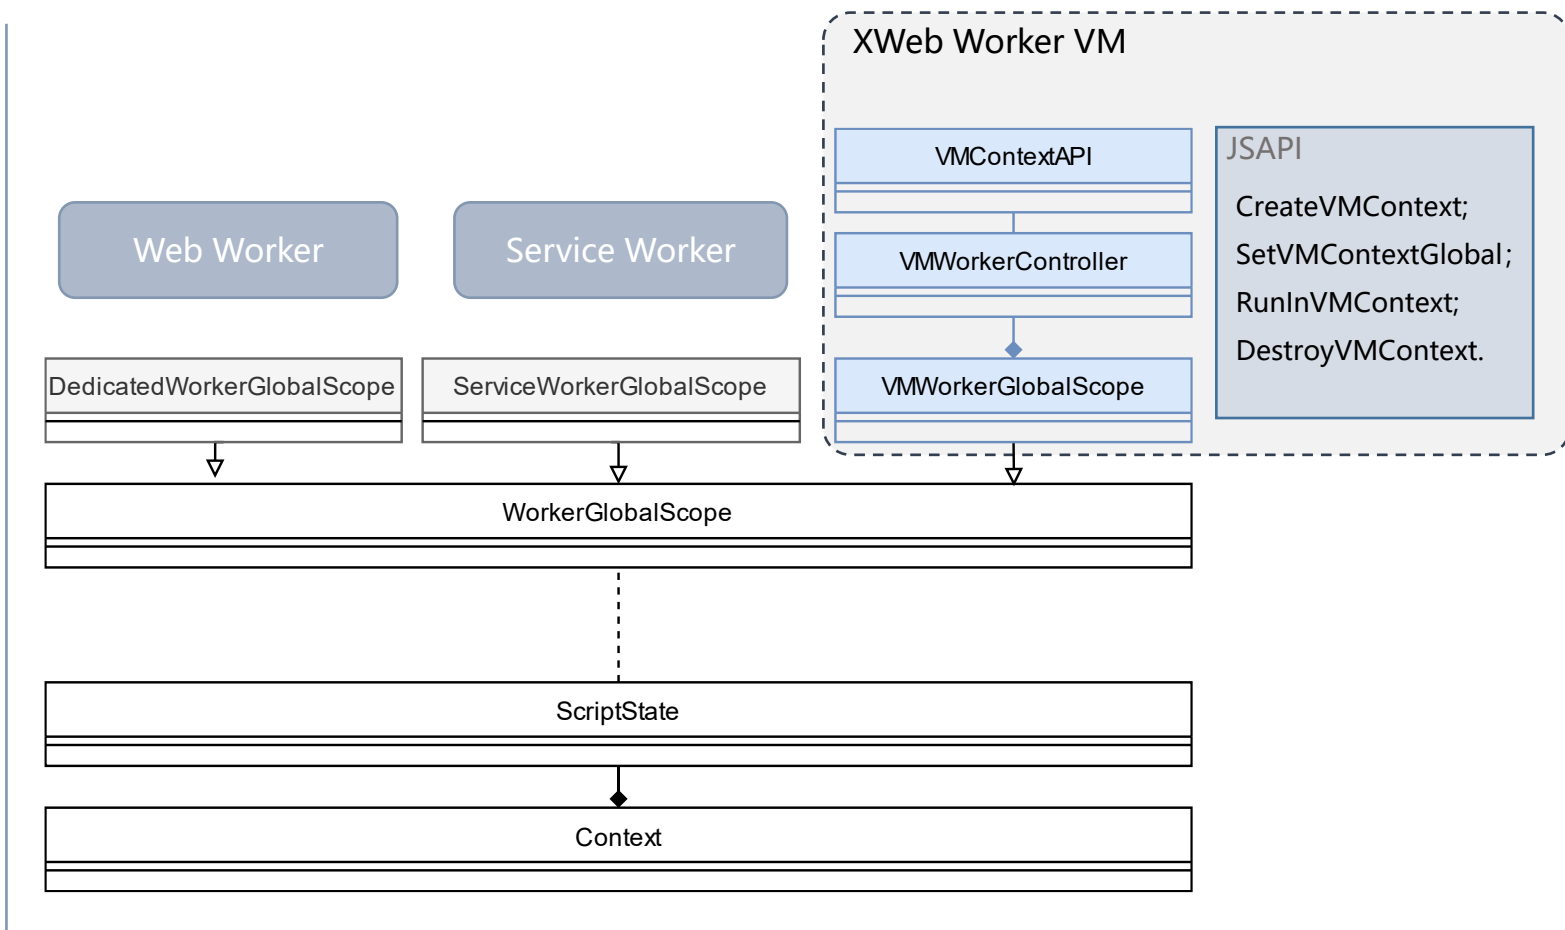 XWeb Worker VM
VMContextAPI
JSAPI
CreateVMContext;
SetVMContextGlobal;
RunInVMContext;
DestroyVMContext.
Web Worker
Service Worker
VMWorkerController
DedicatedWorkerGlobalScope
ServiceWorkerGlobalScope
VMWorkerGlobalScope
WorkerGlobalScope
ScriptState
Context